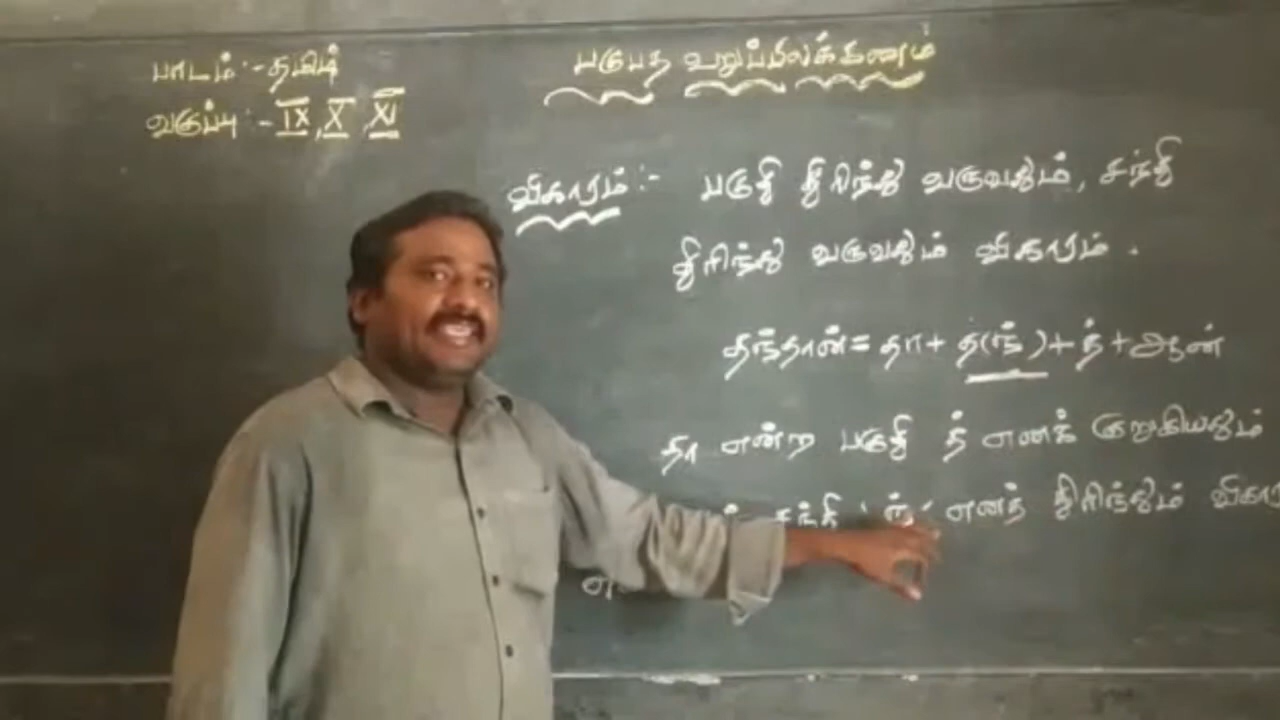 பாடம் :- தமிழ்
வகுப்பு :- IX, X, XI
பகுபத உறுப்பிலக்கணம்
விகாரம் :- பகுதி திரிந்து வருவதும், சந்தி
திரிந்து வருவதும் விகாரம்.
தந்தான் = தா + த்(ந்) + த் + ஆன்
தா என்ற பகுதி த எனக் குறுகியதும்
சந்தி 'ந்' எனத் திரிந்தும்